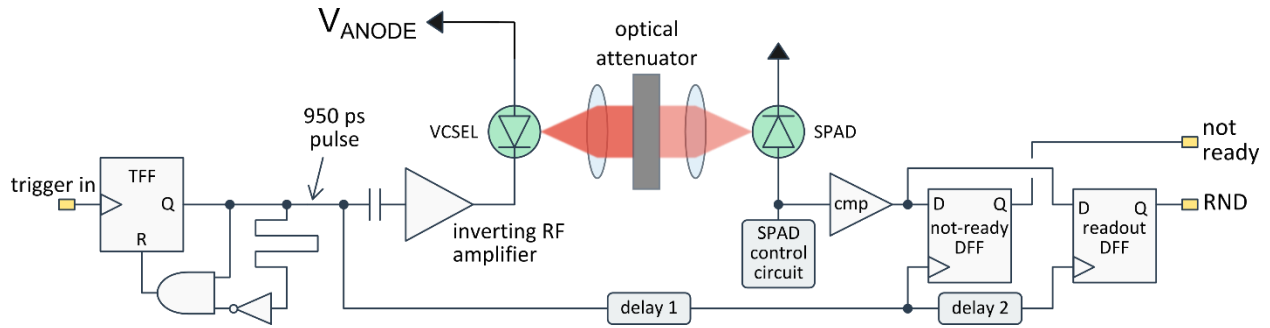 V_ANODE
optical
attenuator
950 ps
pulse
VCSEL
SPAD
not
ready
trigger in
TFF
Q
R
inverting RF
amplifier
cmp
SPAD
control
circuit
D
Q
not-ready
DFF
D
Q
readout
DFF
RND
delay 1
delay 2